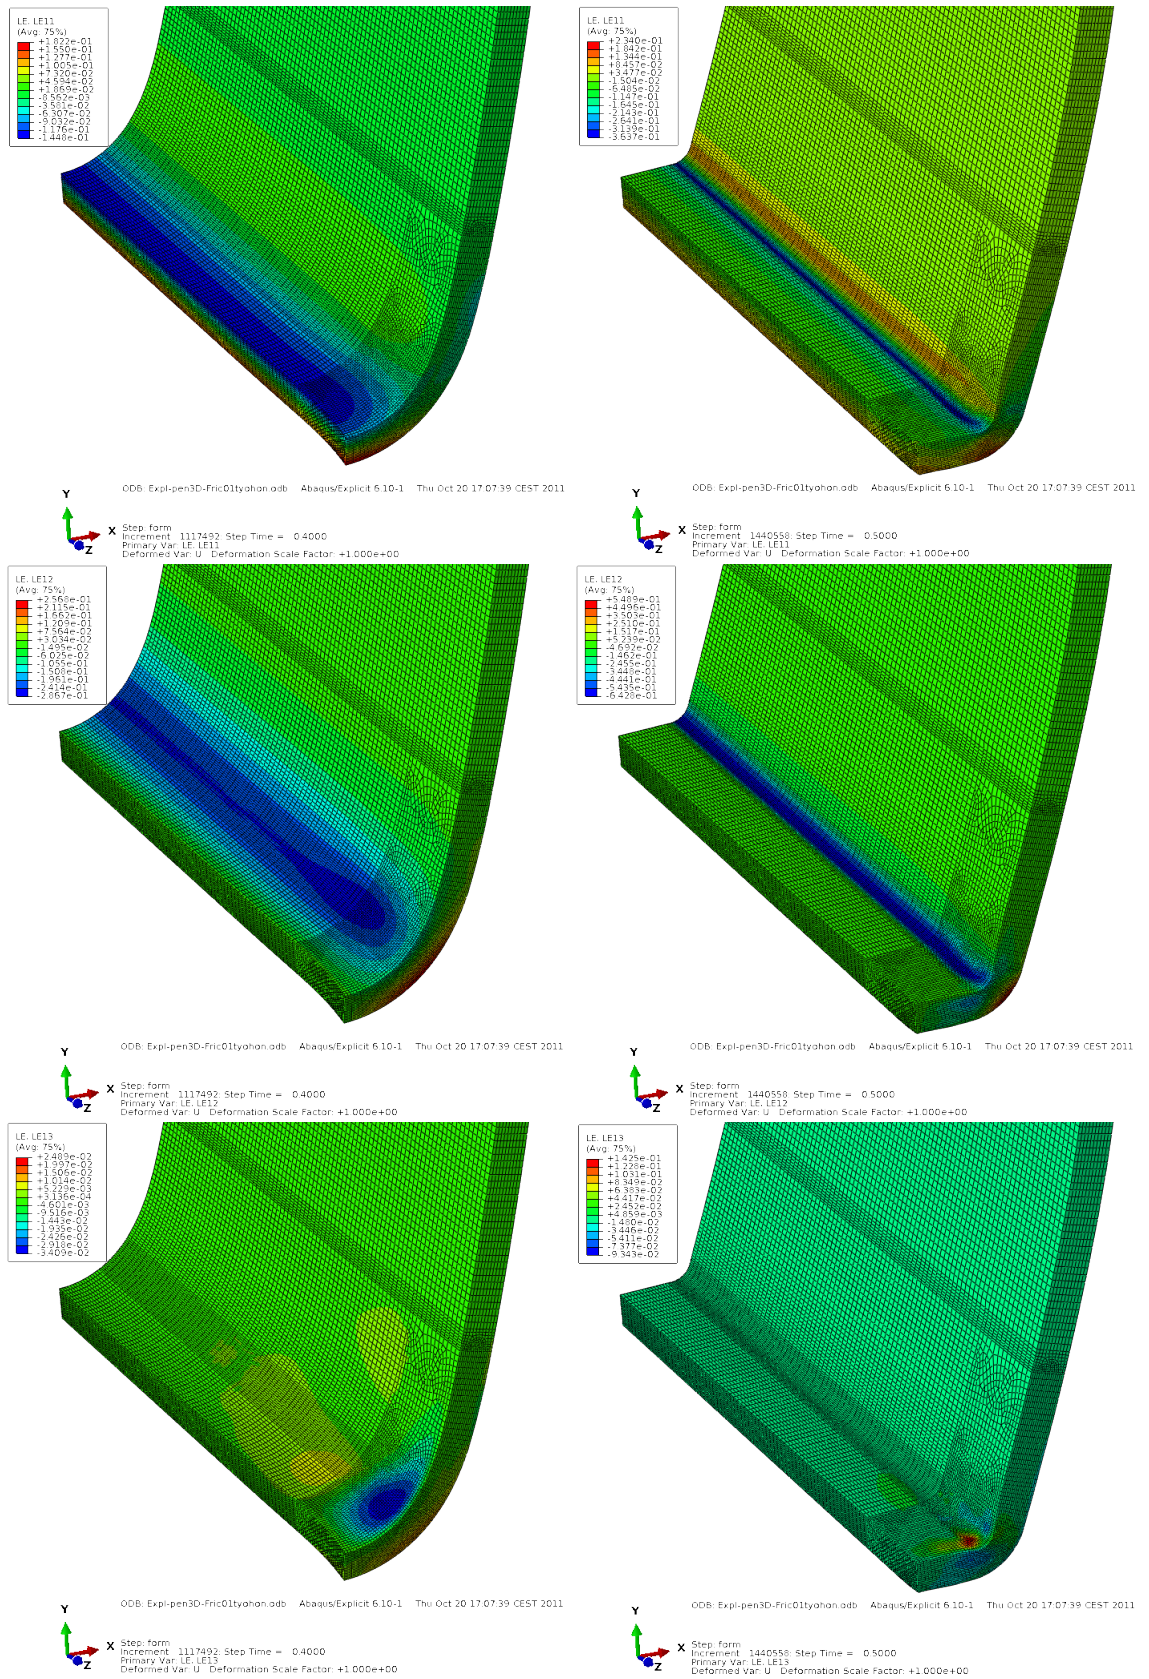 LE, LE11
(Avg: 75%)
+1.822e-01
+1.550e-01
+1.277e-01
+1.005e-01
+7.320e-02
+4.594e-02
+1.869e-02
-8.562e-03
-3.581e-02
-6.307e-02
-9.032e-02
-1.176e-01
-1.448e-01
ODB: Expl-pen3D-Fric01tyahan.odb Abaqus/Explicit 6.10-1 Thu Oct 20 17:07:39 CEST 2011
Y
X
Z
Step: form
Increment 1117492: Step Time = 0.4000
Primary Var: LE, LE11
Deformed Var: U Deformation Scale Factor: +1.000e+00
LE, LE11
(Avg: 75%)
+2.340e-01
+1.842e-01
+1.344e-01
+8.457e-02
+3.477e-02
-1.504e-02
-6.485e-02
-1.147e-01
-1.645e-01
-2.143e-01
-2.641e-01
-3.139e-01
-3.637e-01
ODB: Expl-pen3D-Fric01tyahan.odb Abaqus/Explicit 6.10-1 Thu Oct 20 17:07:39 CEST 2011
Y
X
Z
Step: form
Increment 1440558: Step Time = 0.5000
Primary Var: LE, LE11
Deformed Var: U Deformation Scale Factor: +1.000e+00
LE, LE12
(Avg: 75%)
+2.568e-01
+2.115e-01
+1.662e-01
+1.209e-01
+7.564e-02
+3.034e-02
-1.495e-02
-6.025e-02
-1.055e-01
-1.508e-01
-1.961e-01
-2.414e-01
-2.867e-01
ODB: Expl-pen3D-Fric01tyahan.odb Abaqus/Explicit 6.10-1 Thu Oct 20 17:07:39 CEST 2011
Y
X
Z
Step: form
Increment 1117492: Step Time = 0.4000
Primary Var: LE, LE12
Deformed Var: U Deformation Scale Factor: +1.000e+00
LE, LE12
(Avg: 75%)
+5.489e-01
+4.496e-01
+3.503e-01
+2.510e-01
+1.517e-01
+5.239e-02
-4.692e-02
-1.462e-01
-2.455e-01
-3.448e-01
-4.441e-01
-5.435e-01
-6.428e-01
ODB: Expl-pen3D-Fric01tyahan.odb Abaqus/Explicit 6.10-1 Thu Oct 20 17:07:39 CEST 2011
Y
X
Z
Step: form
Increment 1440558: Step Time = 0.5000
Primary Var: LE, LE12
Deformed Var: U Deformation Scale Factor: +1.000e+00
LE, LE13
(Avg: 75%)
+2.489e-02
+1.997e-02
+1.506e-02
+1.014e-02
+5.229e-03
+3.136e-04
-4.601e-03
-9.516e-03
-1.443e-02
-1.935e-02
-2.426e-02
-2.918e-02
-3.409e-02
ODB: Expl-pen3D-Fric01tyahan.odb Abaqus/Explicit 6.10-1 Thu Oct 20 17:07:39 CEST 2011
Y
X
Z
Step: form
Increment 1117492: Step Time = 0.4000
Primary Var: LE, LE13
Deformed Var: U Deformation Scale Factor: +1.000e+00
LE, LE13
(Avg: 75%)
+1.425e-01
+1.228e-01
+1.031e-01
+8.349e-02
+6.383e-02
+4.417e-02
+2.452e-02
+4.859e-03
-1.480e-02
-3.446e-02
-5.411e-02
-7.377e-02
-9.343e-02
ODB: Expl-pen3D-Fric01tyahan.odb Abaqus/Explicit 6.10-1 Thu Oct 20 17:07:39 CEST 2011
Y
X
Z
Step: form
Increment 1440558: Step Time = 0.5000
Primary Var: LE, LE13
Deformed Var: U Deformation Scale Factor: +1.000e+00